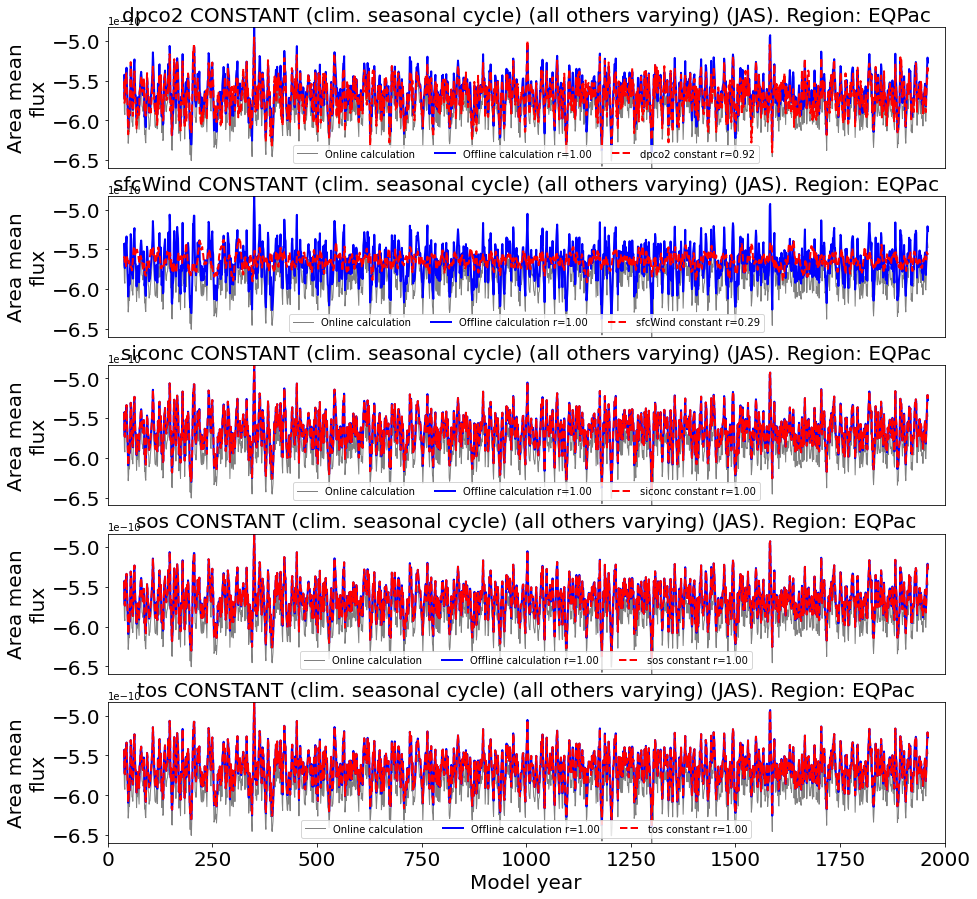 1e−10
dpco2 CONSTANT (clim. seasonal cycle) (all others varying) (JAS). Region: EQPac
Area mean
flux
−5.0
−5.5
−6.0
−6.5
Online calculation
Offline calculation r=1.00
dpco2 constant r=0.92
sfcWind CONSTANT (clim. seasonal cycle) (all others varying) (JAS). Region: EQPac
1e−10
Area mean
flux
−5.0
−5.5
−6.0
−6.5
Online calculation
Offline calculation r=1.00
sfcWind constant r=0.29
siconc CONSTANT (clim. seasonal cycle) (all others varying) (JAS). Region: EQPac
1e−10
Area mean
flux
−5.0
−5.5
−6.0
−6.5
Online calculation
Offline calculation r=1.00
siconc constant r=1.00
sos CONSTANT (clim. seasonal cycle) (all others varying) (JAS). Region: EQPac
1e−10
Area mean
flux
−5.0
−5.5
−6.0
−6.5
Online calculation
Offline calculation r=1.00
sos constant r=1.00
tos CONSTANT (clim. seasonal cycle) (all others varying) (JAS). Region: EQPac
1e−10
Area mean
flux
−5.0
−5.5
−6.0
−6.5
Online calculation
Offline calculation r=1.00
tos constant r=1.00
0 250 500 750 1000 1250 1500 1750 2000
Model year